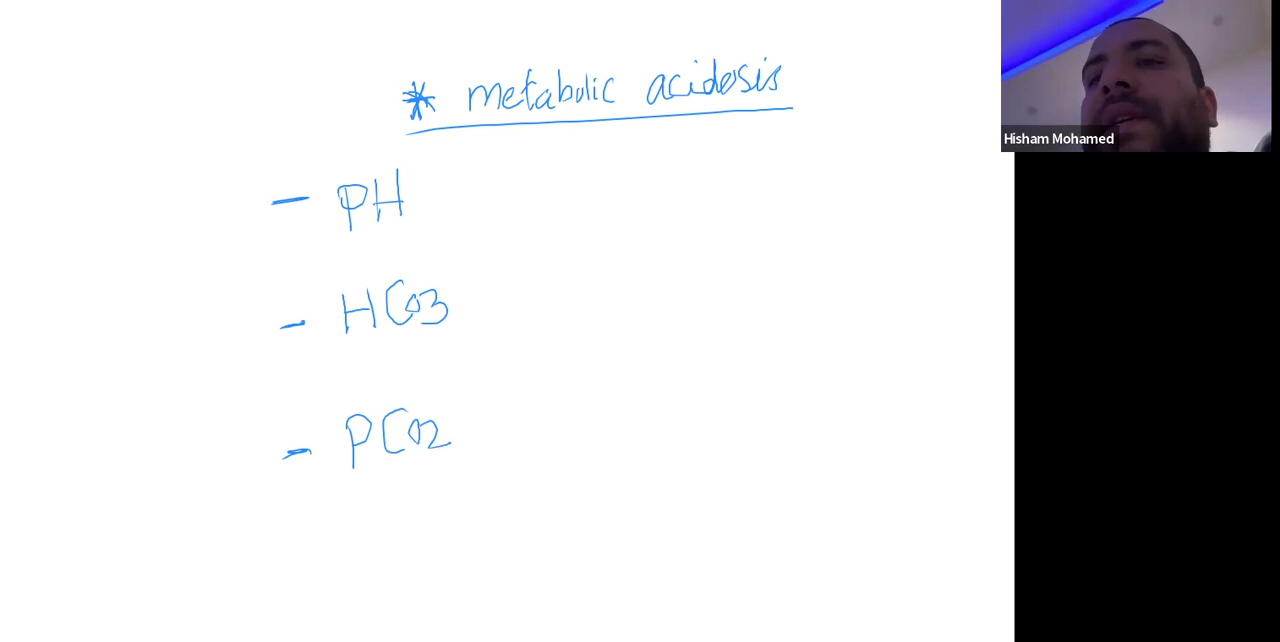 * metabolic acidosis
Hisham Mohamed
- PH
- HCO3
- PCO2